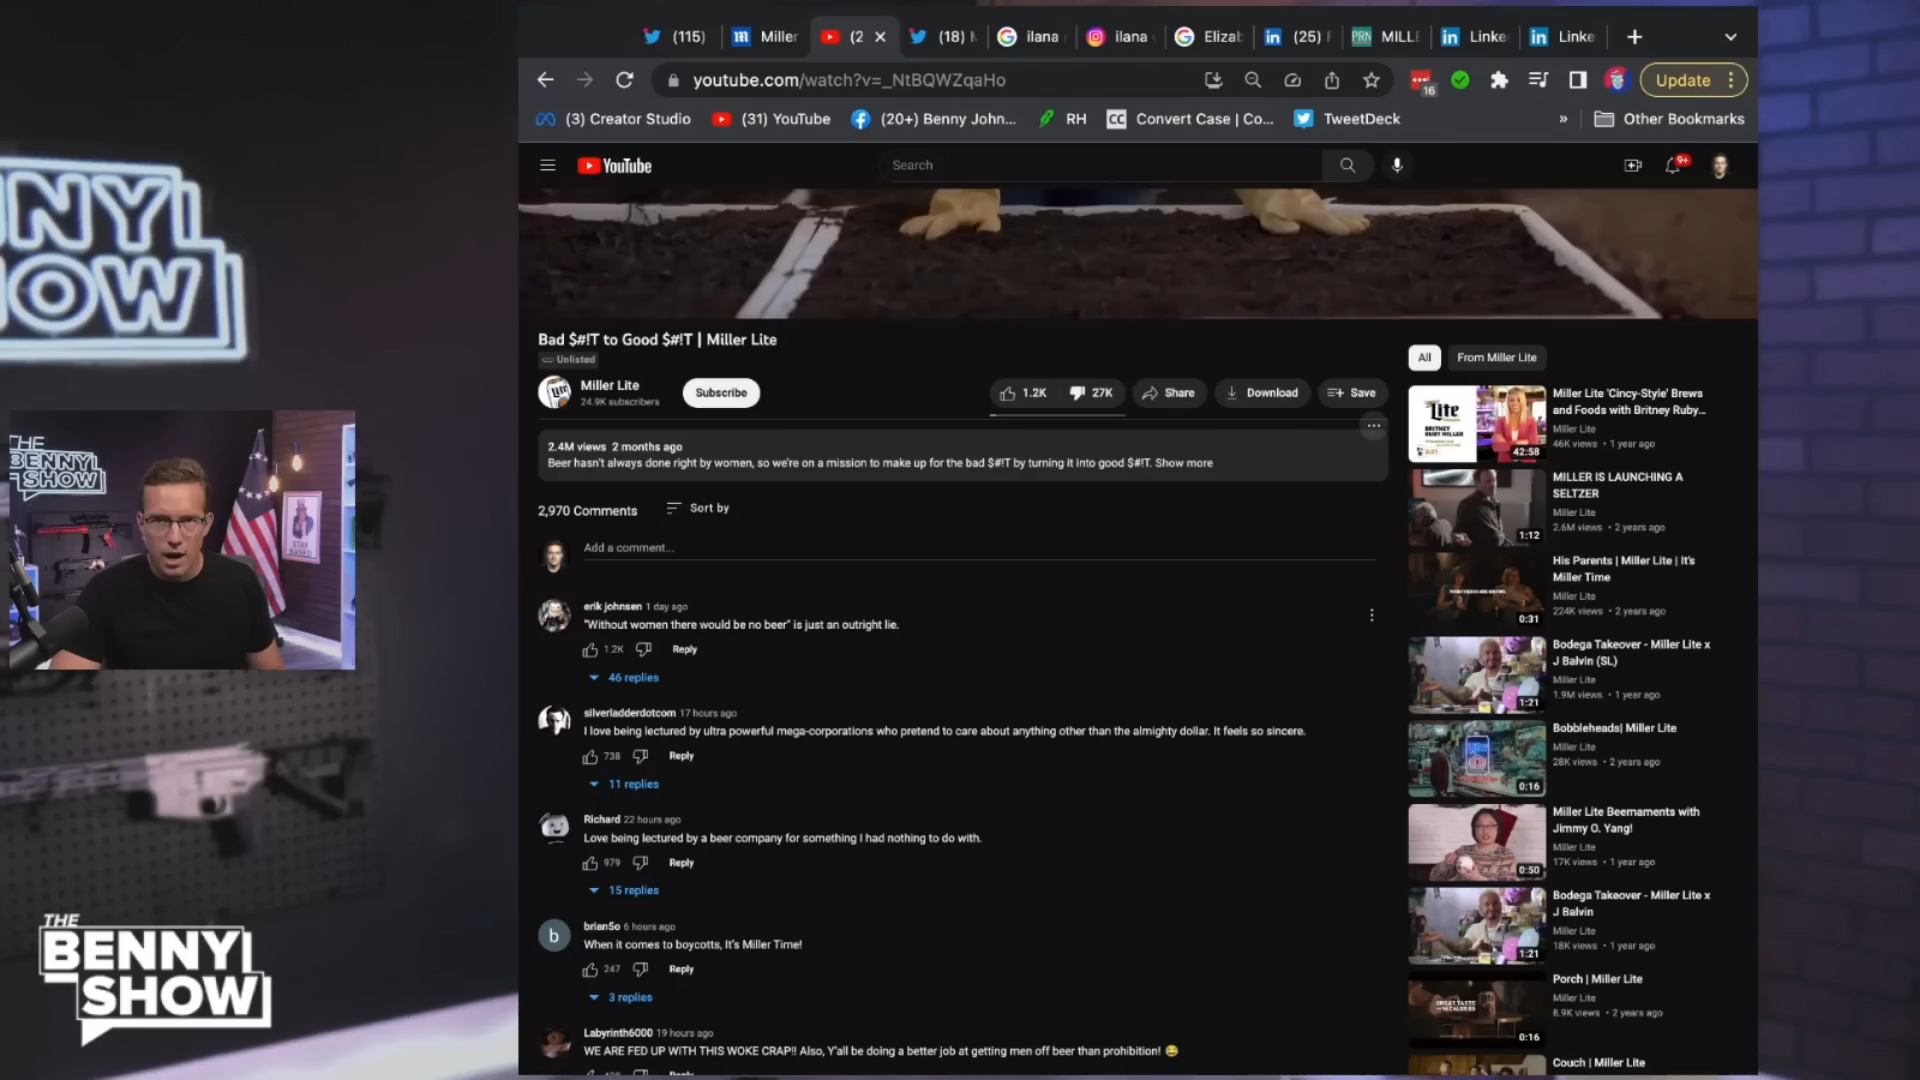 (115)
Miller
(2
(18) M
ilana
ilana
Elizab
(25)
MILLE
Linke
Linke
youtube.com/watch?v=_NtBQWZqaHo
16
Update
(3) Creator Studio
(31) YouTube
(20+) Benny John...
RH
CC
Convert Case | Co...
TweetDeck
»
Other Bookmarks
YouTube
Search
9+
NNY
HOW
Bad $#!T to Good $#!T | Miller Lite
Unlisted
Miller Lite
24.9K subscribers
Subscribe
1.2K
27K
Share
Download
Save
2.4M views 2 months ago
Beer hasn't always done right by women, so we're on a mission to make up for the bad $#!T by turning it into good $#!T. Show more
2,970 Comments
Sort by
Add a comment...
erik johnsen 1 day ago
"Without women there would be no beer" is just an outright lie.
1.2K
Reply
46 replies
silverladderdotcom 17 hours ago
I love being lectured by ultra powerful mega-corporations who pretend to care about anything other than the almighty dollar. It feels so sincere.
738
Reply
11 replies
Richard 22 hours ago
Love being lectured by a beer company for something I had nothing to do with.
979
Reply
15 replies
b
brian5o 6 hours ago
When it comes to boycotts, It's Miller Time!
247
Reply
3 replies
Labyrinth6000 19 hours ago
WE ARE FED UP WITH THIS WOKE CRAP!! Also, Y'all be doing a better job at getting men off beer than prohibition! 😂
Reply
All
From Miller Lite
Lite
BRITNEY
RUBY MILLER
42:58
Miller Lite 'Cincy-Style' Brews
and Foods with Britney Ruby...
Miller Lite
46K views • 1 year ago
MILLER IS LAUNCHING A
SELTZER
Miller Lite
2.6M views • 2 years ago
1:12
His Parents | Miller Lite | It's
Miller Time
Miller Lite
224K views • 2 years ago
0:31
Bodega Takeover - Miller Lite x
J Balvin (SL)
Miller Lite
1.9M views • 1 year ago
1:21
Bobbleheads| Miller Lite
Miller Lite
28K views • 2 years ago
0:16
Miller Lite Beernaments with
Jimmy O. Yang!
Miller Lite
17K views • 1 year ago
0:50
Bodega Takeover - Miller Lite x
J Balvin
Miller Lite
18K views • 1 year ago
1:21
Porch | Miller Lite
Miller Lite
8.9K views • 2 years ago
0:16
GREAT TASTE
Couch | Miller Lite
THE
BENNY
SHOW
STAY
BASED
THE
BENNY
SHOW